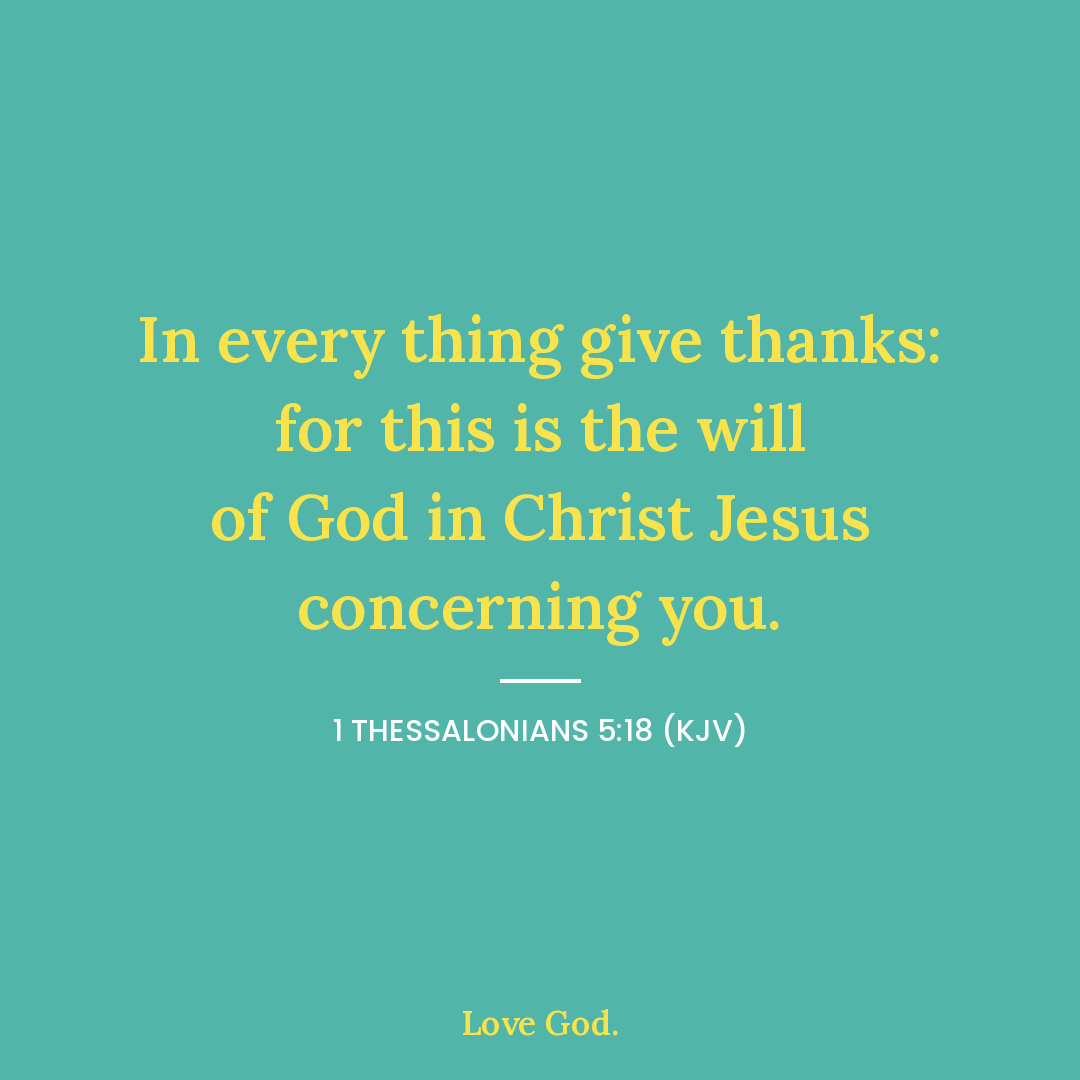 In every thing give thanks:
for this is the will
of God in Christ Jesus
concerning you.
1 THESSALONIANS 5:18 (KJV)
Love God.